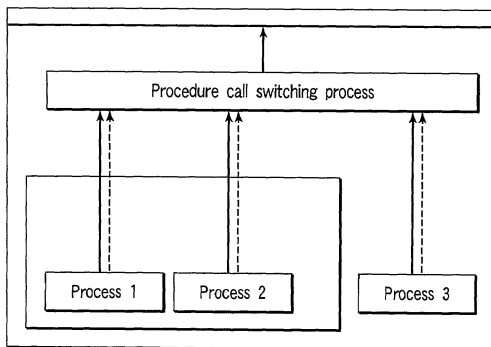 Procedure call switching process
Process 1
Process 2
Process 3